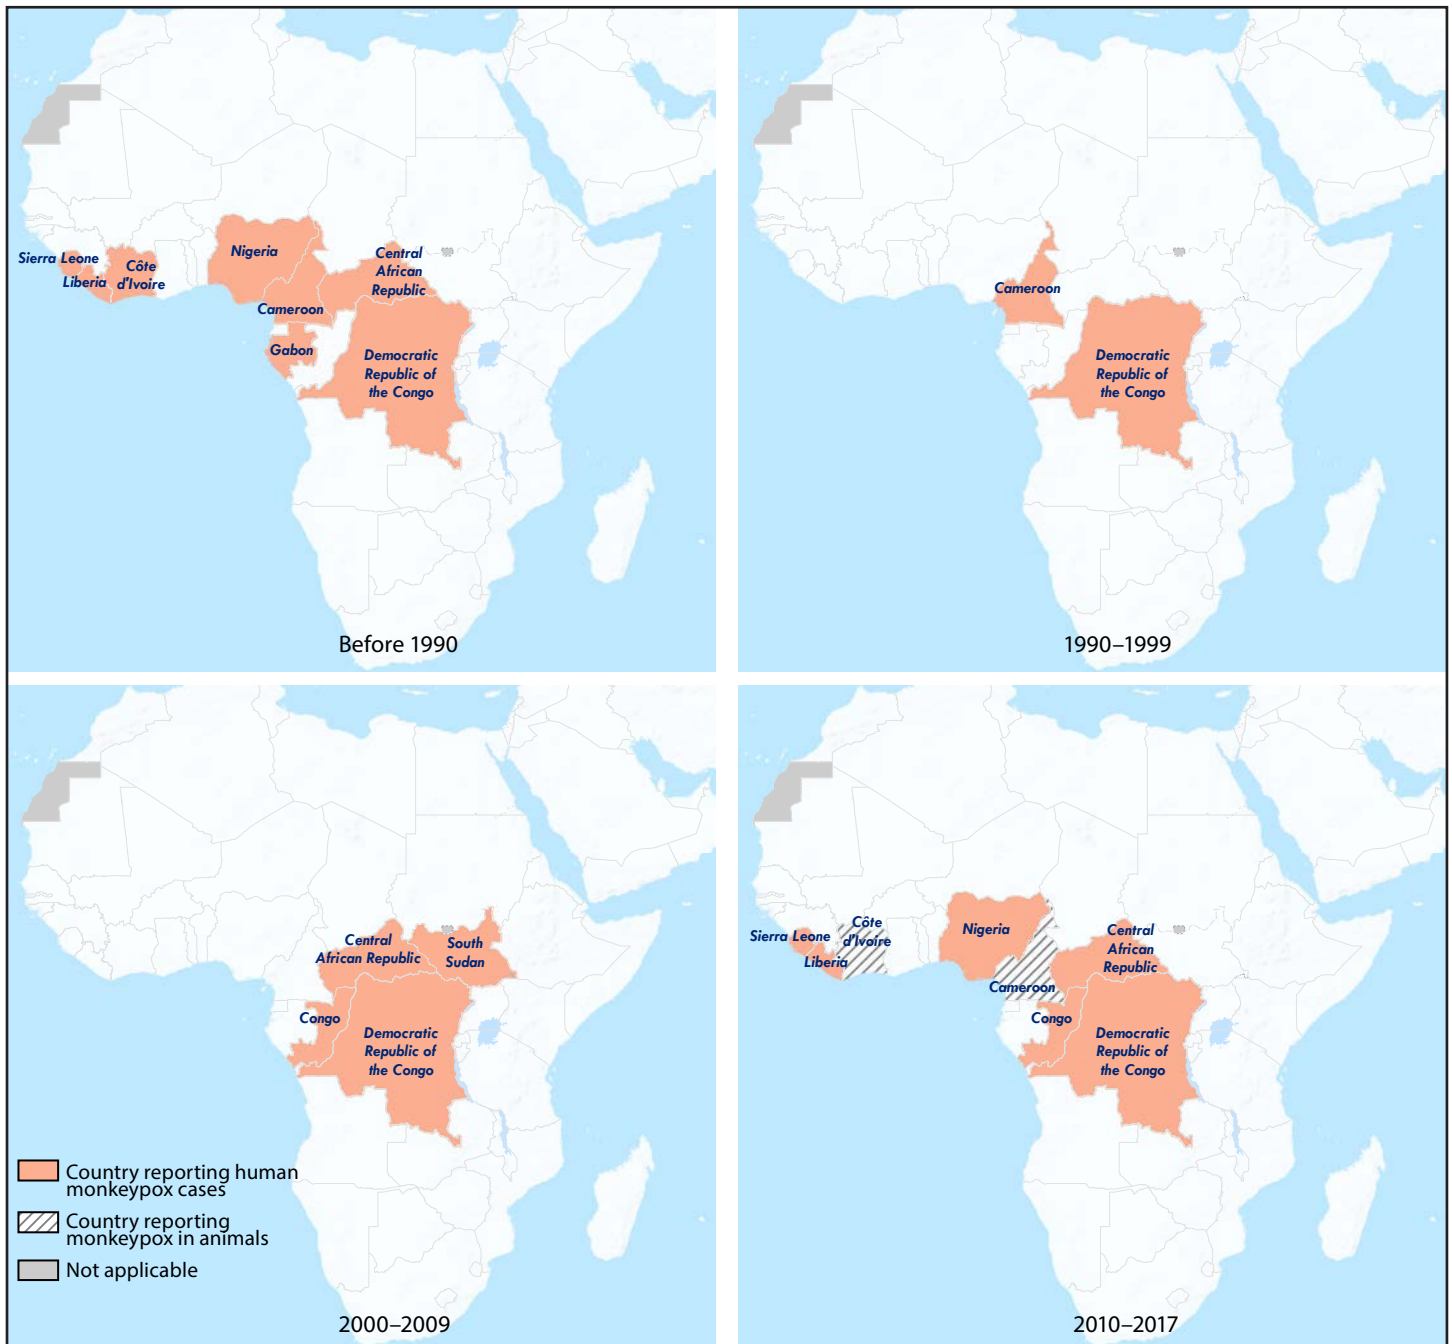 Sierra Leone
Liberia
Côte
d'Ivoire
Nigeria
Cameroon
Central
African
Republic
Gabon
Democratic
Republic of
the Congo
Before 1990
Cameroon
Democratic
Republic of
the Congo
1990–1999
Central
African Republic
South
Sudan
Congo
Democratic
Republic of
the Congo
Country reporting human
monkeypox cases
Country reporting
monkeypox in animals
Not applicable
2000–2009
Sierra Leone
Liberia
Côte
d'Ivoire
Nigeria
Cameroon
Central
African
Republic
Congo
Democratic
Republic of
the Congo
2010–2017